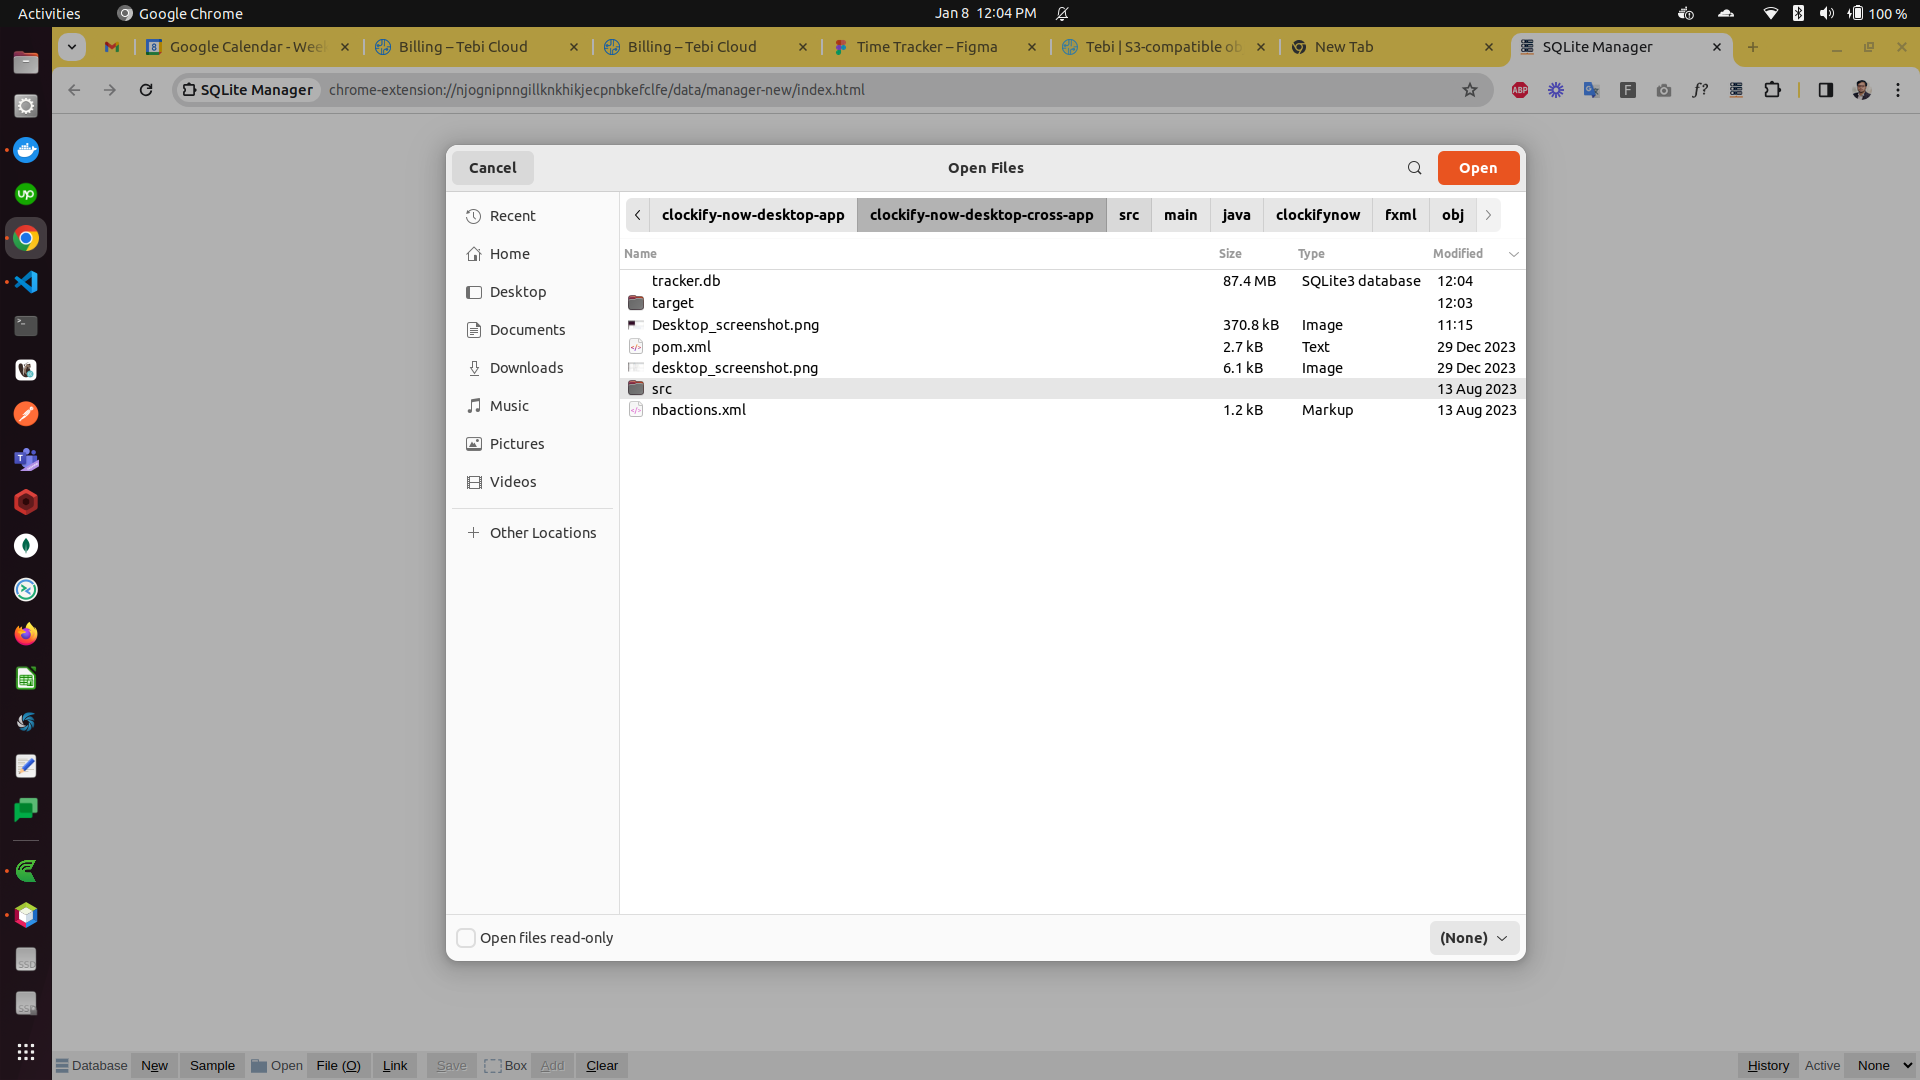 Activities
Google Chrome
Jan 8 12:04 PM
100 %
Google Calendar - Week
Billing – Tebi Cloud
Billing – Tebi Cloud
Time Tracker – Figma
Tebi | S3-compatible ob
New Tab
SQLite Manager
SQLite Manager
chrome-extension://njognipnngillknkhikjecpnbkefclfe/data/manager-new/index.html
ABP
F
f?
Cancel
Open Files
Open
Recent
Home
Desktop
Documents
Downloads
Music
Pictures
Videos
Other Locations
clockify-now-desktop-app
clockify-now-desktop-cross-app
src
main
java
clockifynow
fxml
obj
Name
Size
Type
Modified
tracker.db 87.4 MB SQLite3 database 12:04
target 12:03
Desktop_screenshot.png 370.8 kB Image 11:15
pom.xml 2.7 kB Text 29 Dec 2023
desktop_screenshot.png 6.1 kB Image 29 Dec 2023
src 13 Aug 2023
nbactions.xml 1.2 kB Markup 13 Aug 2023
Open files read-only
(None)
up
SSD
SSD
Database
New
Sample
Open
File (O)
Link
Save
Box
Add
Clear
History
Active
None